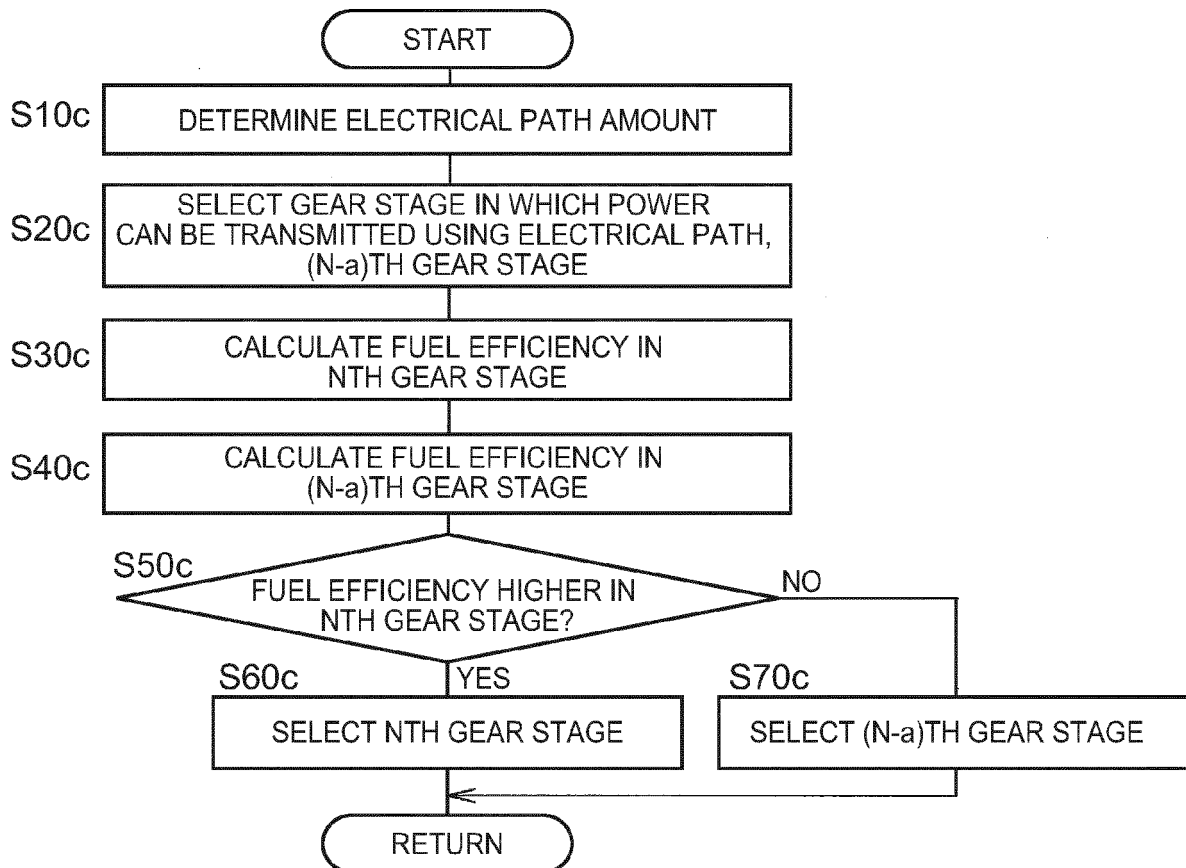 START
S10c
DETERMINE ELECTRICAL PATH AMOUNT
S20c
SELECT GEAR STAGE IN WHICH POWER
CAN BE TRANSMITTED USING ELECTRICAL PATH,
(N-a)TH GEAR STAGE
S30c
CALCULATE FUEL EFFICIENCY IN
NTH GEAR STAGE
S40c
CALCULATE FUEL EFFICIENCY IN
(N-a)TH GEAR STAGE
S50c
FUEL EFFICIENCY HIGHER IN
NTH GEAR STAGE?
NO
YES
S60c
SELECT NTH GEAR STAGE
S70c
SELECT (N-a)TH GEAR STAGE
RETURN